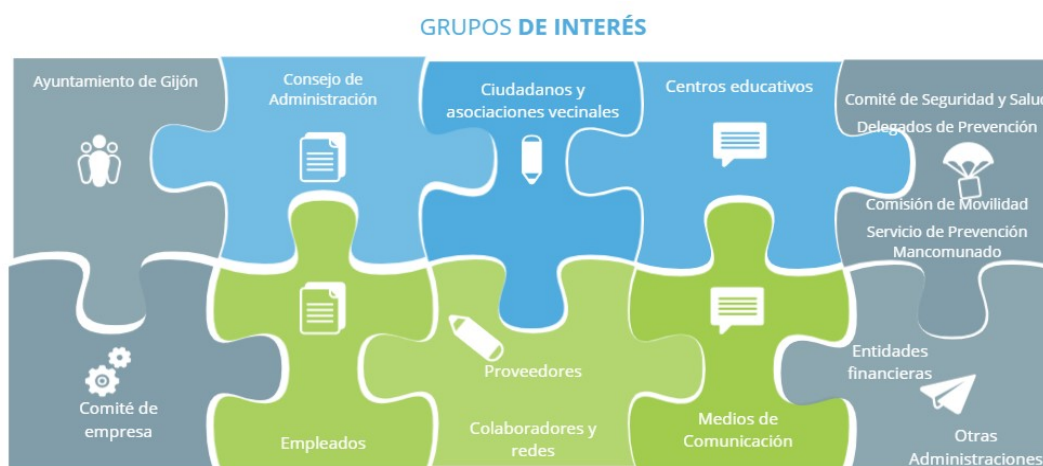 GRUPOS DE INTERÉS
Ayuntamiento de Gijón
Consejo de
Administración
Ciudadanos y
asociaciones vecinales
Centros educativos
Comité de Seguridad y Salud
Delegados de Prevención
Comisión de Movilidad
Servicio de Prevención
Mancomunado
Comité de
empresa
Empleados
Proveedores
Colaboradores y
redes
Medios de
Comunicación
Entidades
financieras
Otras
Administraciones